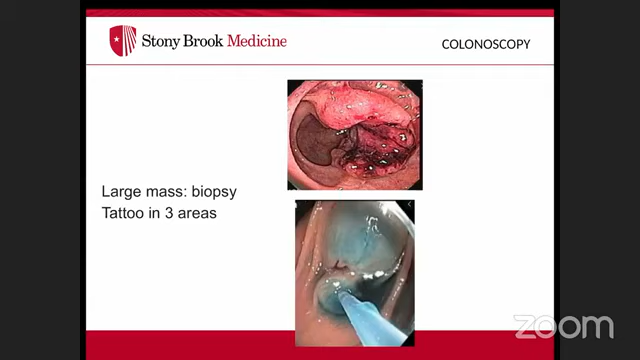 Stony Brook Medicine
COLONOSCOPY
Large mass: biopsy
Tattoo in 3 areas
zoom